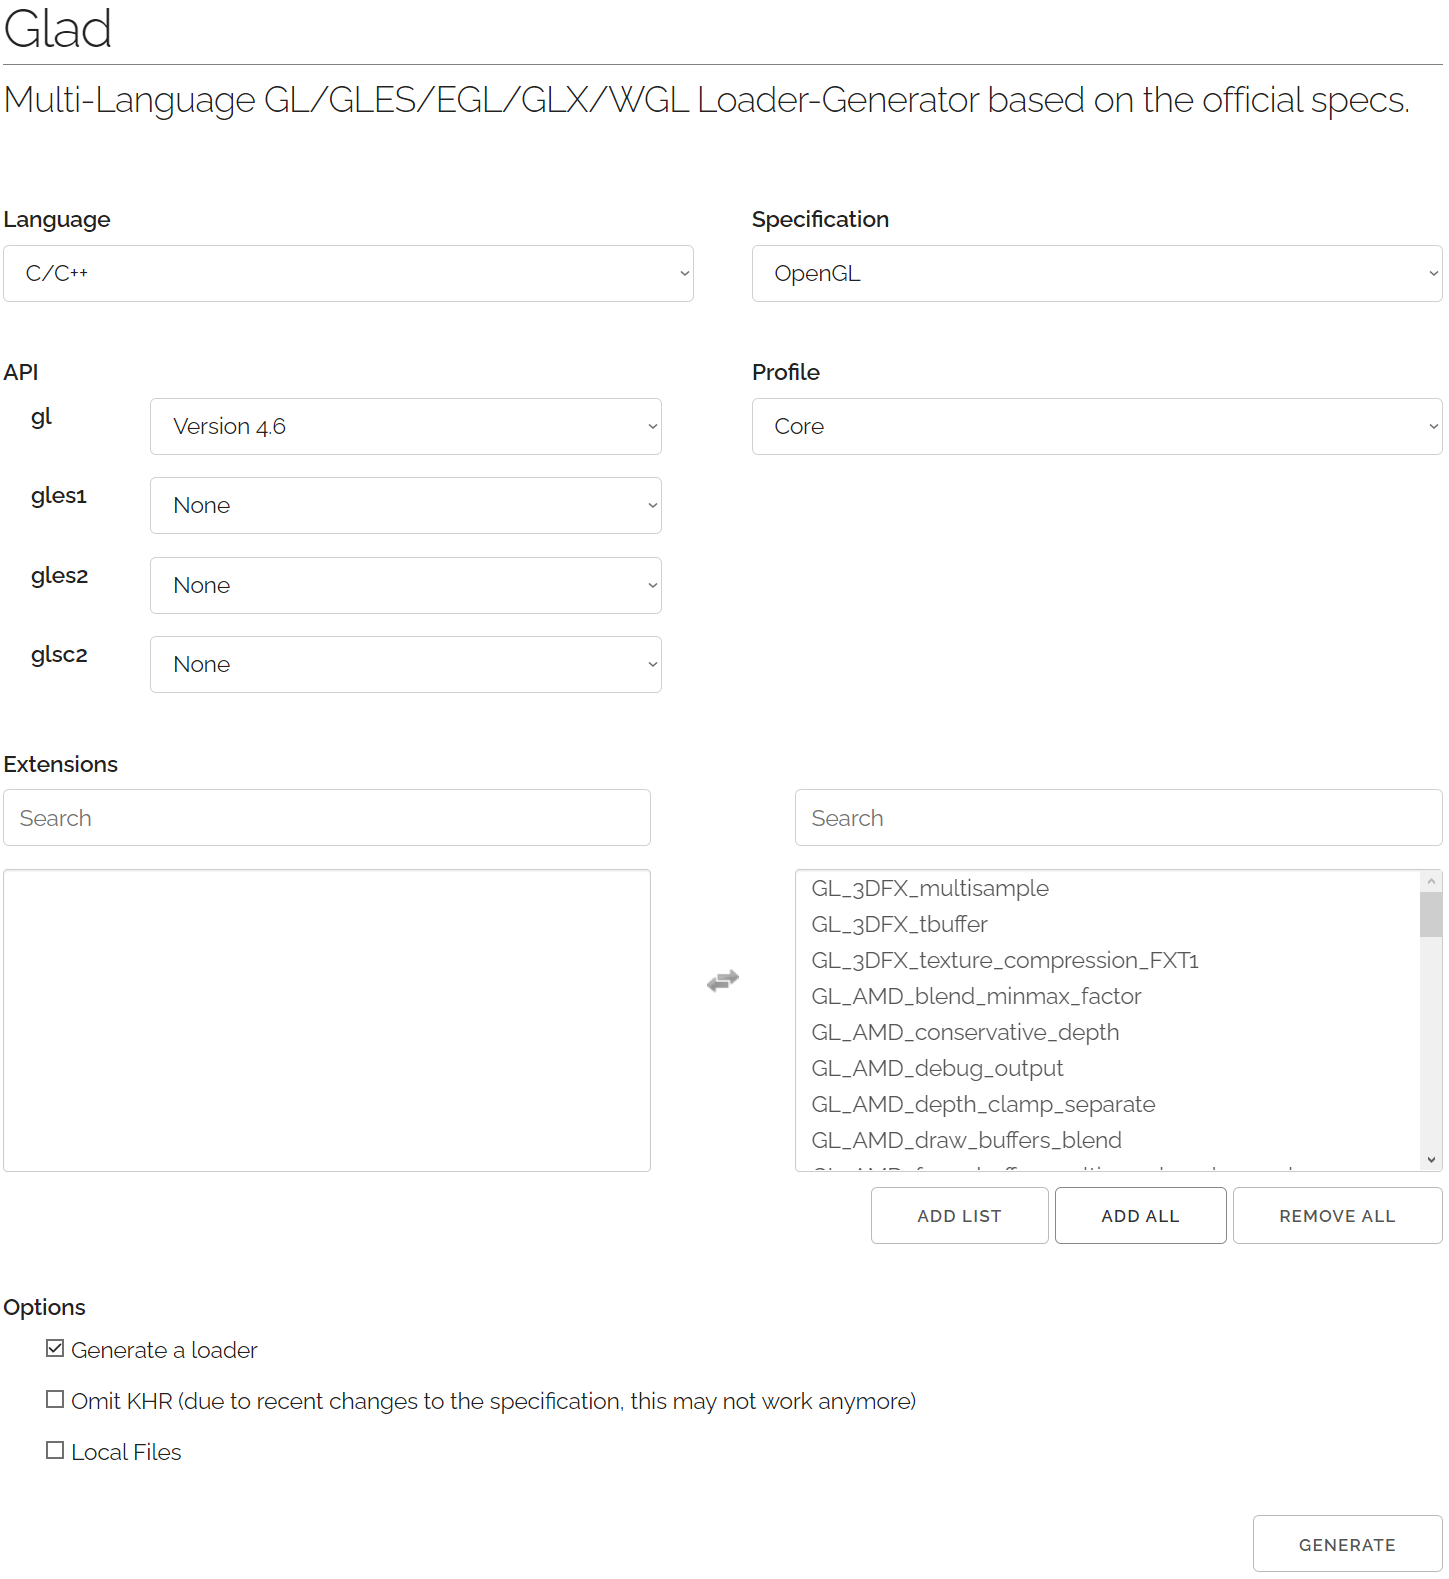 Glad
Multi-Language GL/GLES/EGL/GLX/WGL Loader-Generator based on the official specs.
Language
Specification
C/C++
OpenGL
API
Profile
gl
Version 4.6
Core
gles1
None
gles2
None
glsc2
None
Extensions
Search
Search
GL_3DFX_multisample
GL_3DFX_tbuffer
GL_3DFX_texture_compression_FXT1
GL_AMD_blend_minmax_factor
GL_AMD_conservative_depth
GL_AMD_debug_output
GL_AMD_depth_clamp_separate
GL_AMD_draw_buffers_blend
ADD LIST
ADD ALL
REMOVE ALL
Options
Generate a loader
Omit KHR (due to recent changes to the specification, this may not work anymore)
Local Files
GENERATE